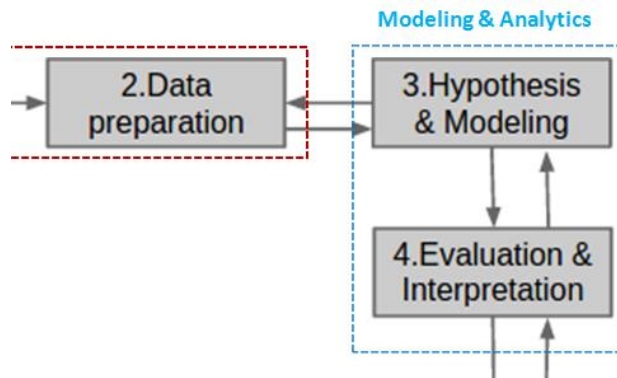 Modeling & Analytics
2.Data
preparation
3.Hypothesis
& Modeling
4.Evaluation &
Interpretation